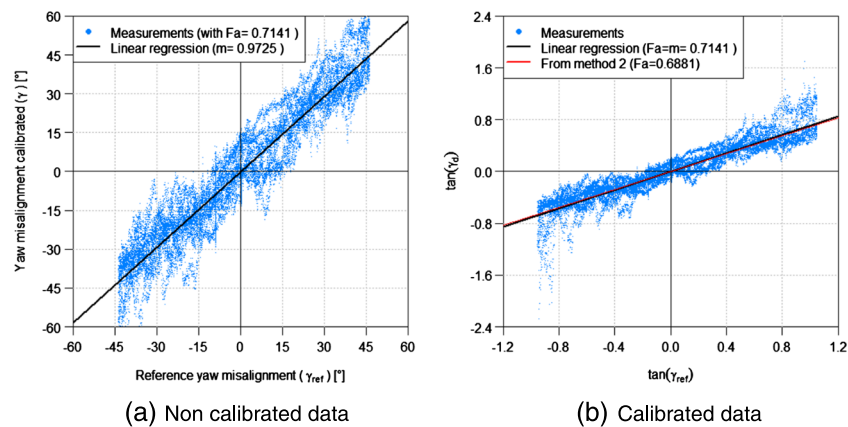 Measurements (with Fa= 0.7141 )
Linear regression (m= 0.9725 )
60
45
30
15
0
-15
-30
-45
-60
-60 -45 -30 -15 0 15 30 45 60
Yaw misalignment calibrated (γ) [°]
Reference yaw misalignment ( γref ) [°]
(a) Non calibrated data
Measurements
Linear regression (Fa=m= 0.7141 )
From method 2 (Fa=0.6881)
2.4
1.6
0.8
0.0
-0.8
-1.6
-2.4
-1.2 -0.8 -0.4 0.0 0.4 0.8 1.2
tan(γd)
tan(γref)
(b) Calibrated data